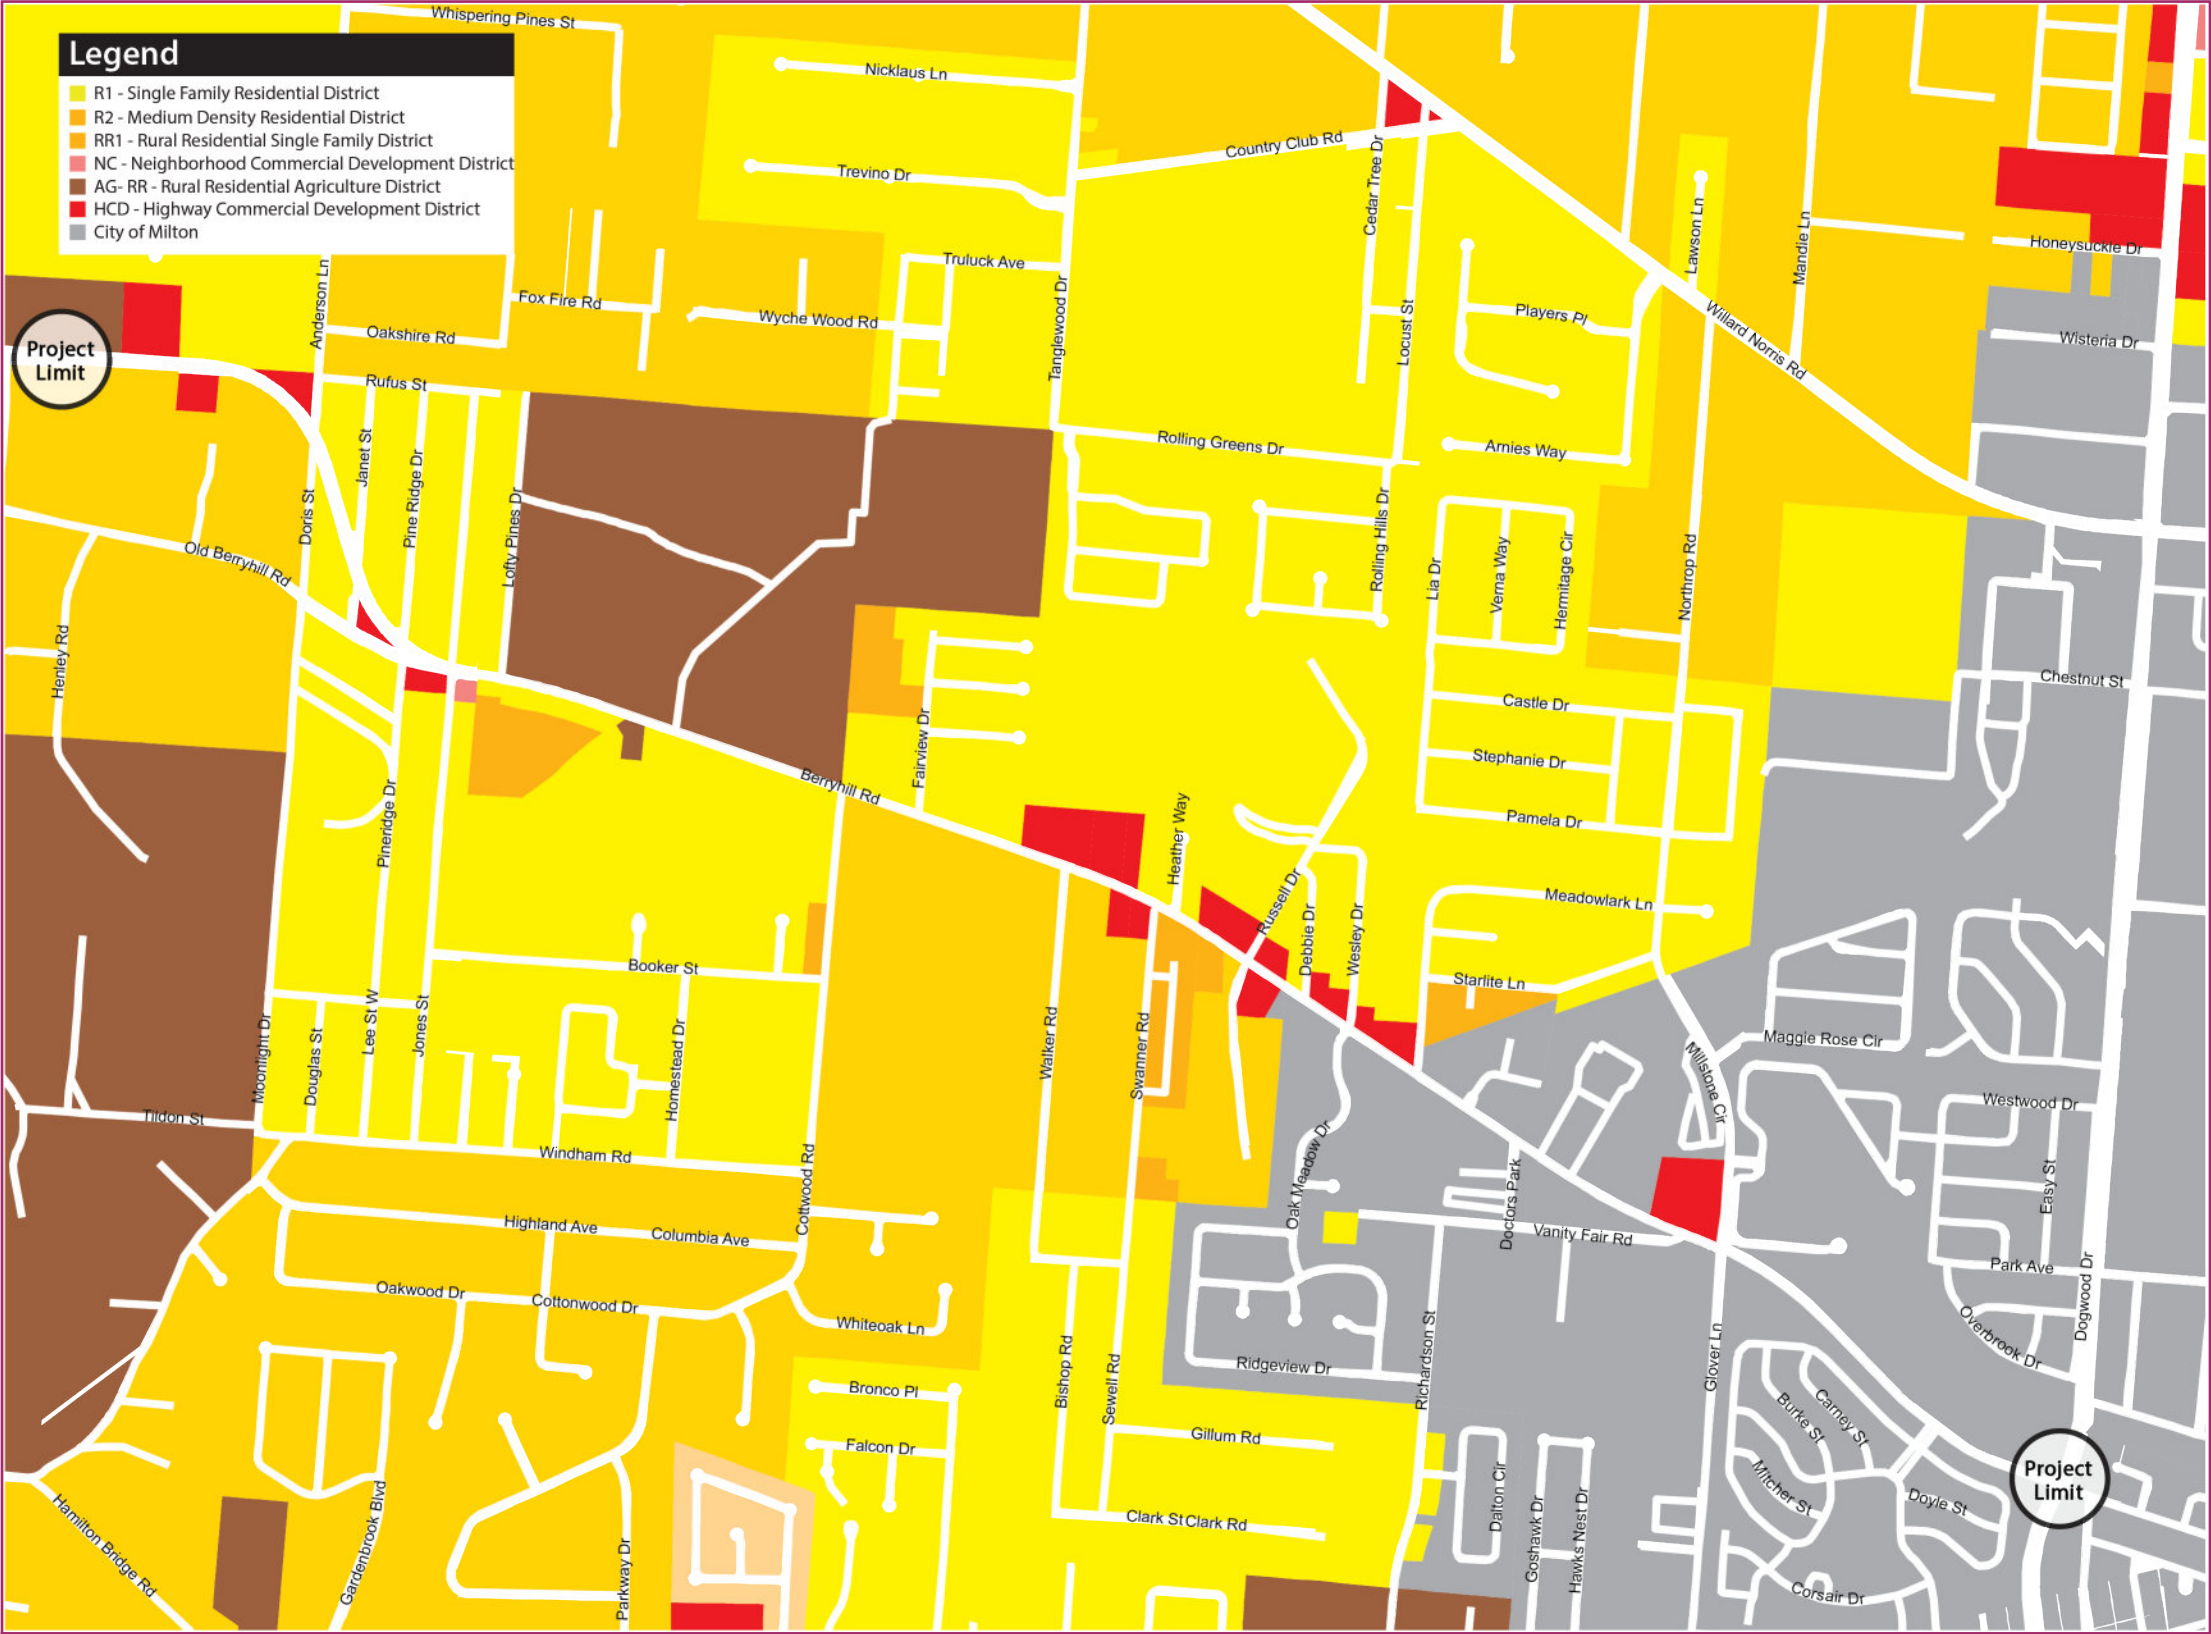 Whispering Pines St
Legend
R1 - Single Family Residential District
R2 - Medium Density Residential District
RR1 - Rural Residential Single Family District
NC - Neighborhood Commercial Development District
AG- RR - Rural Residential Agriculture District
HCD - Highway Commercial Development District
City of Milton
Nicklaus Ln
Trevino Dr
Country Club Rd
Cedar Tree Dr
Lawson Ln
Mandie Ln
Honeysuckle Dr
Truluck Ave
Anderson Ln
Fox Fire Rd
Wyche Wood Rd
Tanglewood Dr
Locust St
Players Pl
Willard Norris Rd
Wisteria Dr
Project
Limit
Oakshire Rd
Rufus St
Janet St
Pine Ridge Dr
Doris St
Lofty Pines Dr
Rolling Greens Dr
Arnies Way
Old Berryhill Rd
Rolling Hills Dr
Lia Dr
Verna Way
Hermitage Cir
Northrop Rd
Henley Rd
Chestnut St
Castle Dr
Fairview Dr
Stephanie Dr
Berryhill Rd
Pineridge Dr
Heather Way
Pamela Dr
Russell Dr
Debbie Dr
Wesley Dr
Meadowlark Ln
Booker St
Starlite Ln
Moonlight Dr
Douglas St
Lee St W
Jones St
Homestead Dr
Walker Rd
Swanner Rd
Millstone Cir
Maggie Rose Cir
Westwood Dr
Tildon St
Windham Rd
Cottwood Rd
Oak Meadow Dr
Doctors Park
Easy St
Highland Ave
Columbia Ave
Vanity Fair Rd
Park Ave
Oakwood Dr
Cottonwood Dr
Whiteoak Ln
Dogwood Dr
Overbrook Dr
Bishop Rd
Sewell Rd
Ridgeview Dr
Richardson St
Glover Ln
Bronco Pl
Falcon Dr
Gillum Rd
Burke St
Carney St
Mitcher St
Doyle St
Project
Limit
Hamilton Bridge Rd
Gardenbrook Blvd
Parkway Dr
Clark St
Clark Rd
Dalton Cir
Goshawk Dr
Hawks Nest Dr
Corsair Dr